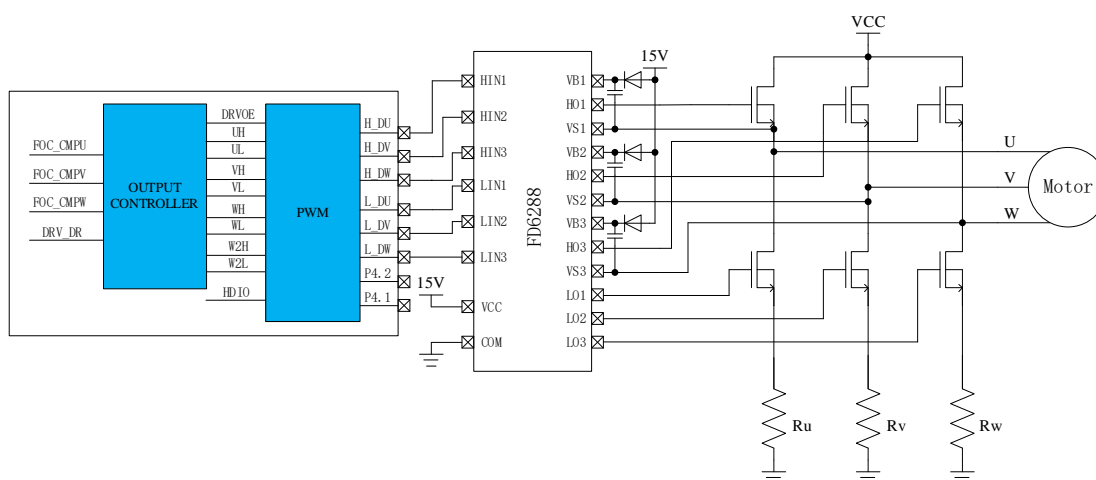 VCC
15V
HIN1
VB1
HIN2
HO1
DRVOE
H_DU
VS1
UH
FOC_CMPU
UL
H_DV
HIN3
VB2
U
FOC_CMPV
VH
H_DW
LIN1
HO2
V
Motor
OUTPUT
CONTROLLER
VL
PWM
L_DU
VS2
FOC_CMPW
WH
LIN2
FD6288
VB3
W
WL
L_DV
DRV_DR
W2H
L_DW
LIN3
HO3
W2L
P4.2
VS3
HDIO
15V
P4.1
LO1
VCC
LO2
COM
LO3
Ru
Rv
Rw